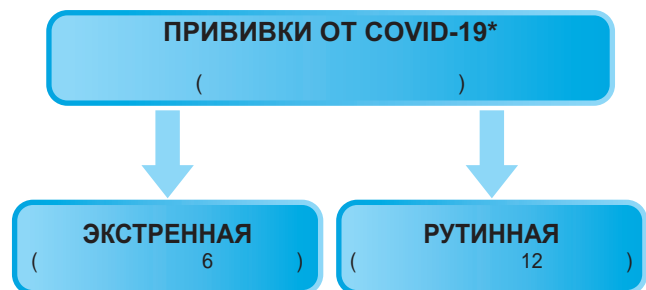 ПРИВИВКИ ОТ COVID-19*
( )
ЭКСТРЕННАЯ
( 6 )
РУТИННАЯ
( 12 )